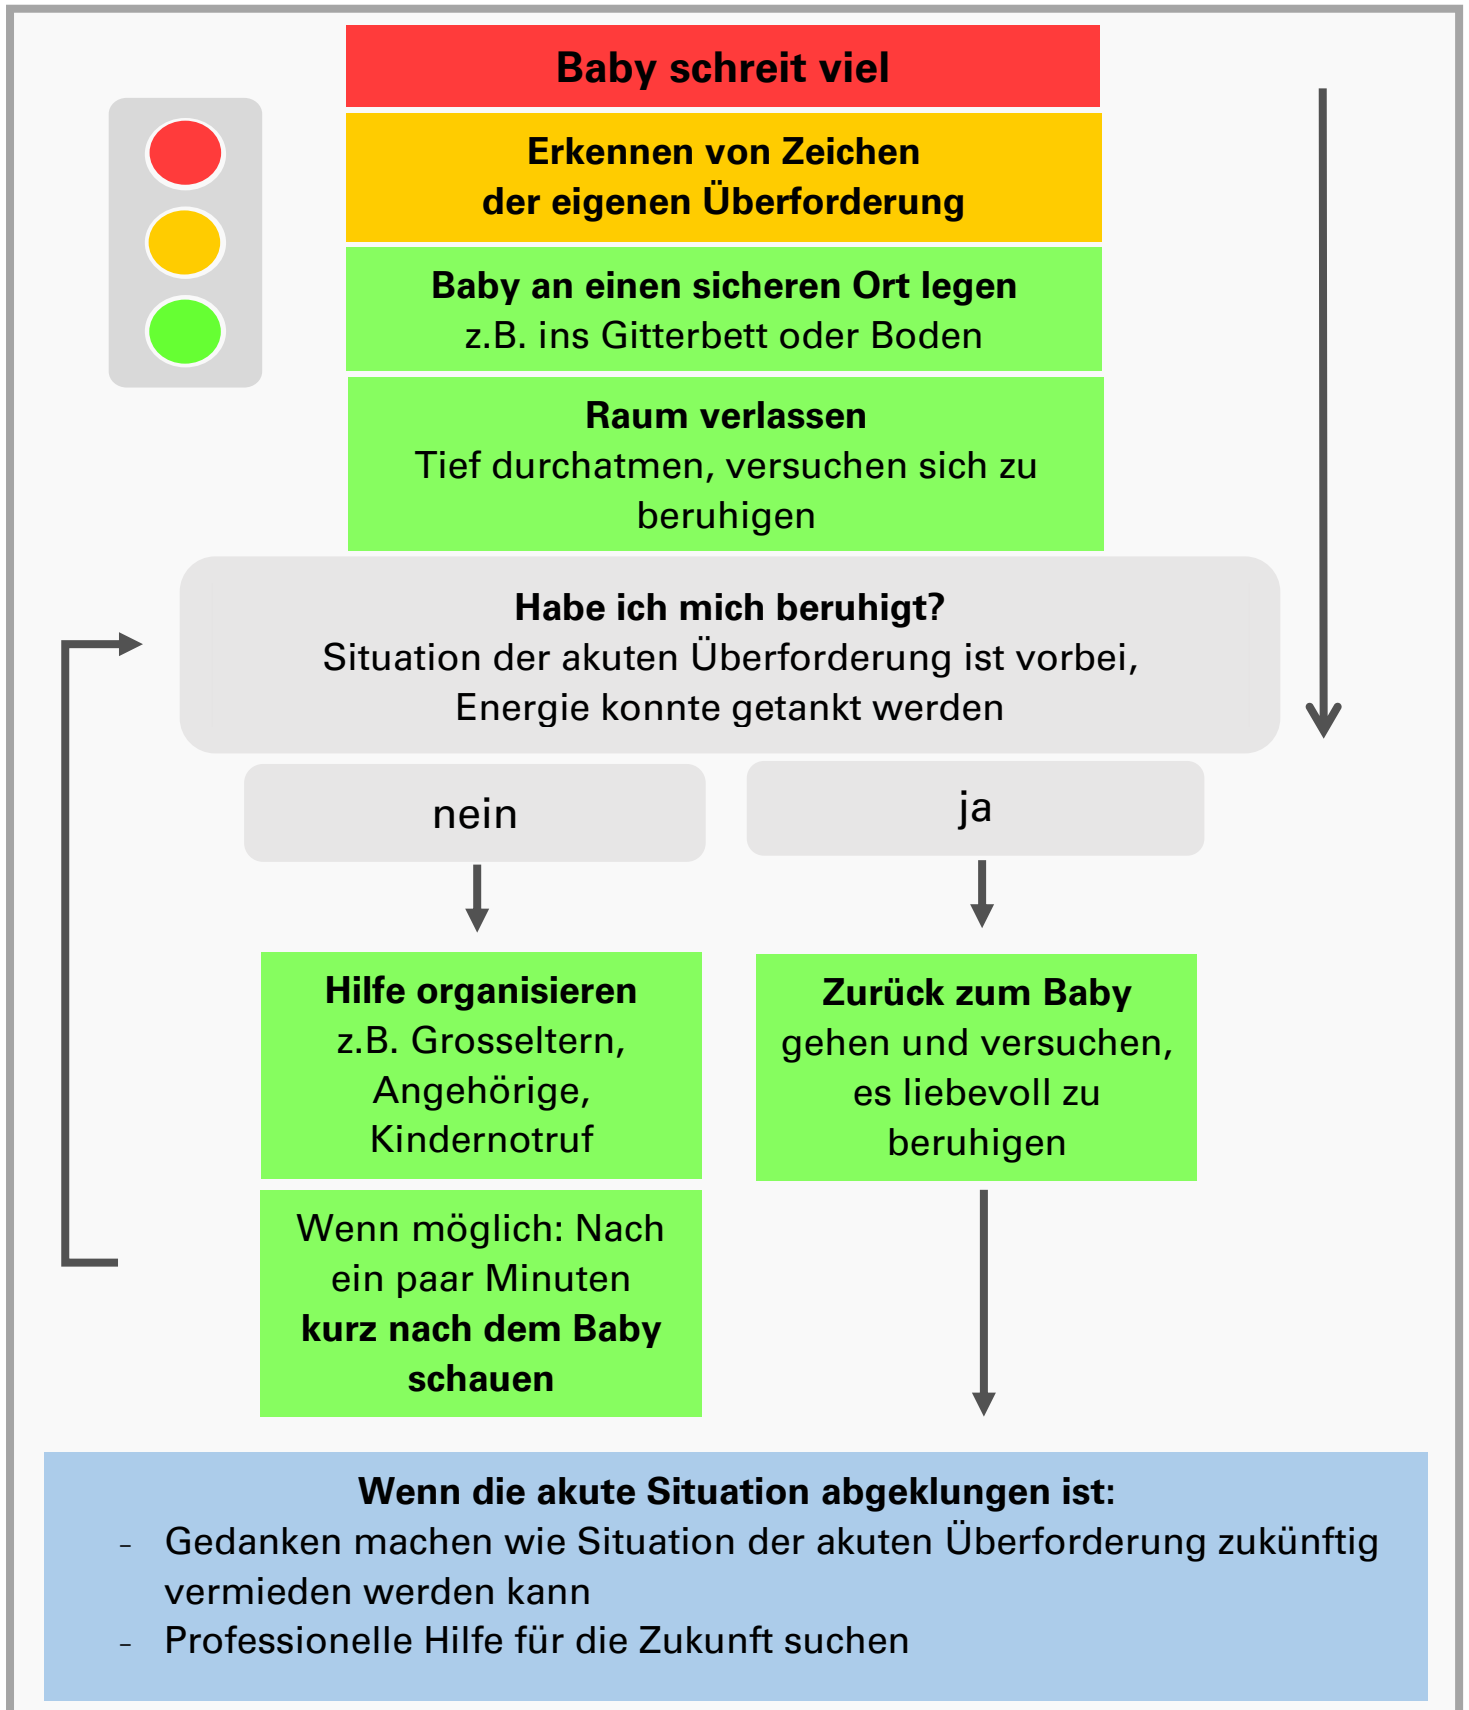 Baby schreit viel
Erkennen von Zeichen
der eigenen Überforderung
Baby an einen sicheren Ort legen
z.B. ins Gitterbett oder Boden
Raum verlassen
Tief durchatmen, versuchen sich zu
beruhigen
Habe ich mich beruhigt?
Situation der akuten Überforderung ist vorbei,
Energie konnte getankt werden
nein
ja
Hilfe organisieren
z.B. Grosseltern,
Angehörige,
Kindernotruf
Wenn möglich: Nach
ein paar Minuten
kurz nach dem Baby
schauen
Zurück zum Baby
gehen und versuchen,
es liebevoll zu
beruhigen
Wenn die akute Situation abgeklungen ist:
- Gedanken machen wie Situation der akuten Überforderung zukünftig
vermieden werden kann
- Professionelle Hilfe für die Zukunft suchen